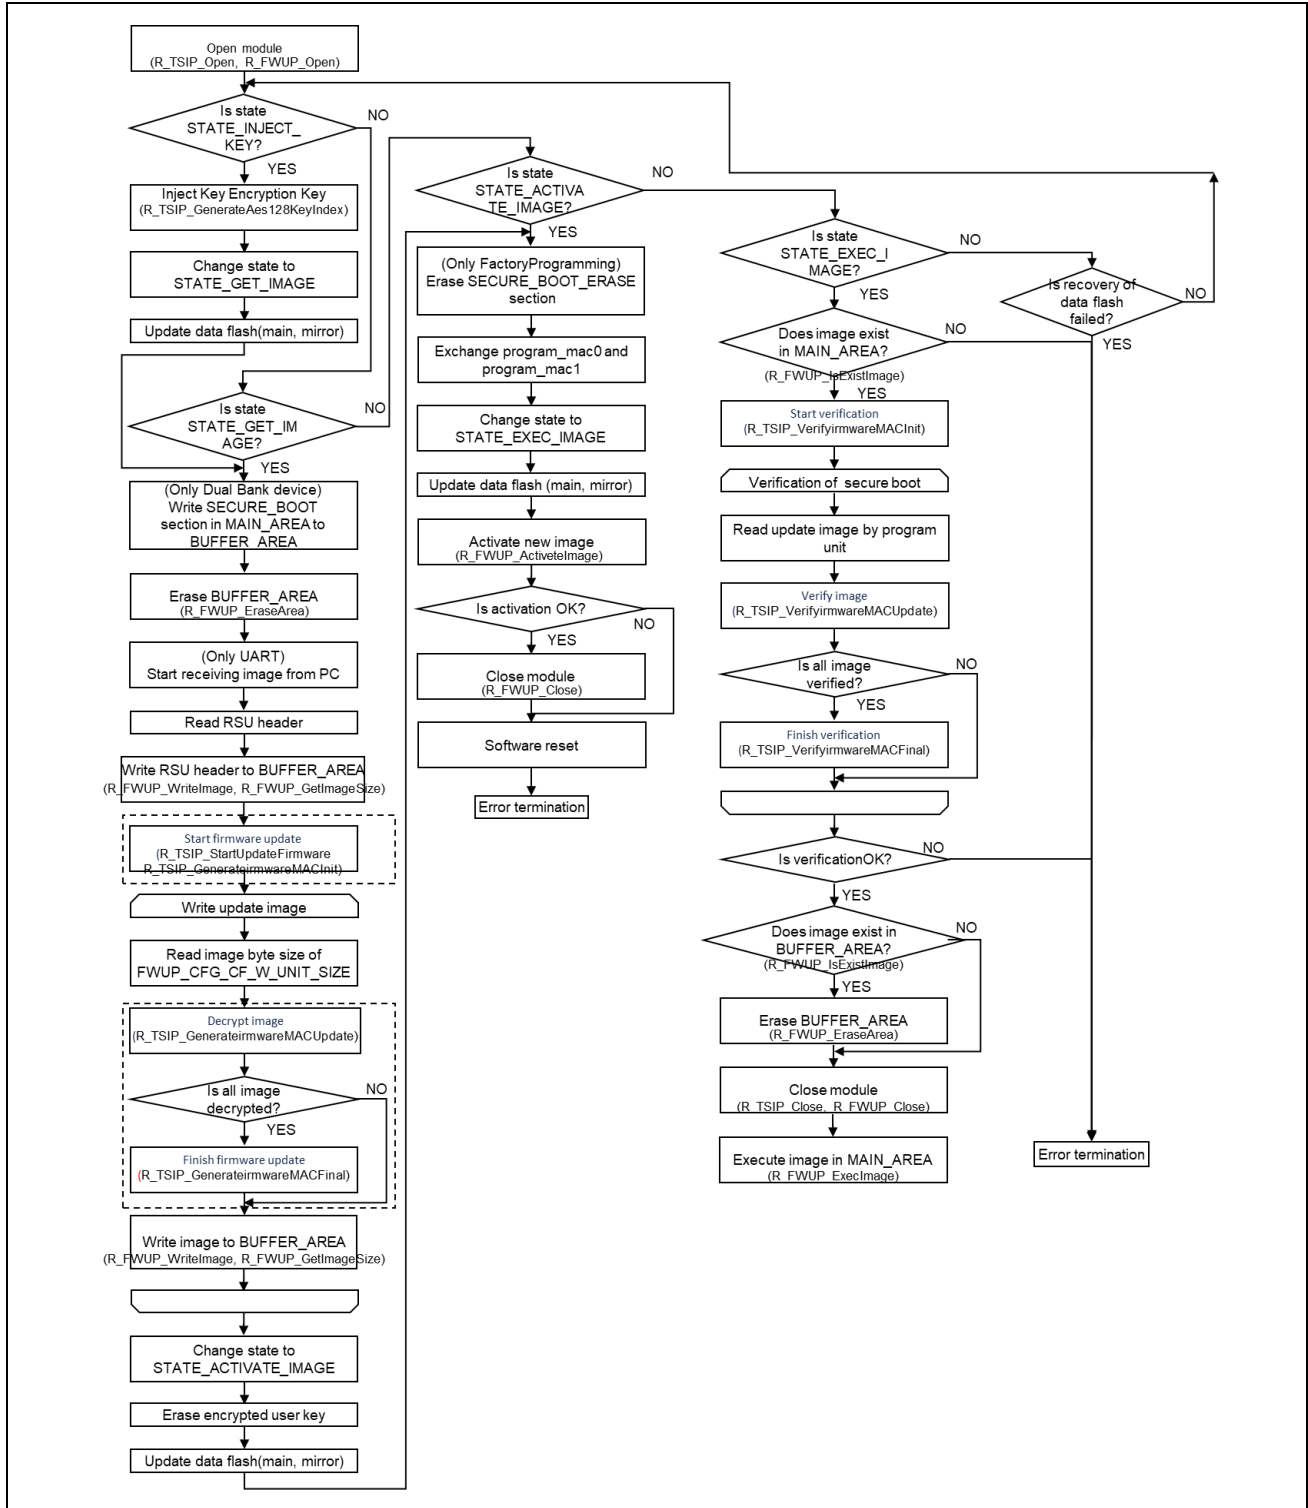 Open module
(R_TSIP_Open, R_FWUP_Open)
Is state
STATE_INJECT_
KEY?
NO
YES
Inject Key Encryption Key
(R_TSIP_GenerateAes128KeyIndex)
Change state to
STATE_GET_IMAGE
Update data flash(main, mirror)
Is state
STATE_GET_IM
AGE?
NO
YES
(Only Dual Bank device)
Write SECURE_BOOT
section in MAIN_AREA to
BUFFER_AREA
Erase BUFFER_AREA
(R_FWUP_EraseArea)
(Only UART)
Start receiving image from PC
Read RSU header
Write RSU header to BUFFER_AREA
(R_FWUP_WriteImage, R_FWUP_GetImageSize)
Start firmware update
(R_TSIP_StartUpdateFirmware
R_TSIP_GenerateirmwareMACInit)
Write update image
Read image byte size of
FWUP_CFG_CF_W_UNIT_SIZE
Decrypt image
(R_TSIP_GenerateirmwareMACUpdate)
Is all image
decrypted?
NO
YES
Finish firmware update
(R_TSIP_GenerateirmwareMACFinal)
Write image to BUFFER_AREA
(R_FWUP_WriteImage, R_FWUP_GetImageSize)
Change state to
STATE_ACTIVATE_IMAGE
Erase encrypted user key
Update data flash(main, mirror)
Is state
STATE_ACTIVA
TE_IMAGE?
NO
YES
(Only FactoryProgramming)
Erase SECURE_BOOT_ERASE
section
Exchange program_mac0 and
program_mac1
Change state to
STATE_EXEC_IMAGE
Update data flash (main, mirror)
Activate new image
(R_FWUP_ActiveteImage)
Is activation OK?
NO
YES
Close module
(R_FWUP_Close)
Software reset
Error termination
Is state
STATE_EXEC_I
MAGE?
NO
YES
Is recovery of
data flash
failed?
NO
YES
Does image exist
in MAIN_AREA?
(R_FWUP_IsExistImage)
NO
YES
Start verification
(R_TSIP_VerifyirmwareMACInit)
Verification of secure boot
Read update image by program
unit
Verify image
(R_TSIP_VerifyirmwareMACUpdate)
Is all image
verified?
NO
YES
Finish verification
(R_TSIP_VerifyirmwareMACFinal)
Is verificationOK?
NO
YES
Does image exist in
BUFFER_AREA?
(R_FWUP_IsExistImage)
NO
YES
Erase BUFFER_AREA
(R_FWUP_EraseArea)
Close module
(R_TSIP_Close, R_FWUP_Close)
Execute image in MAIN_AREA
(R_FWUP_ExecImage)
Error termination